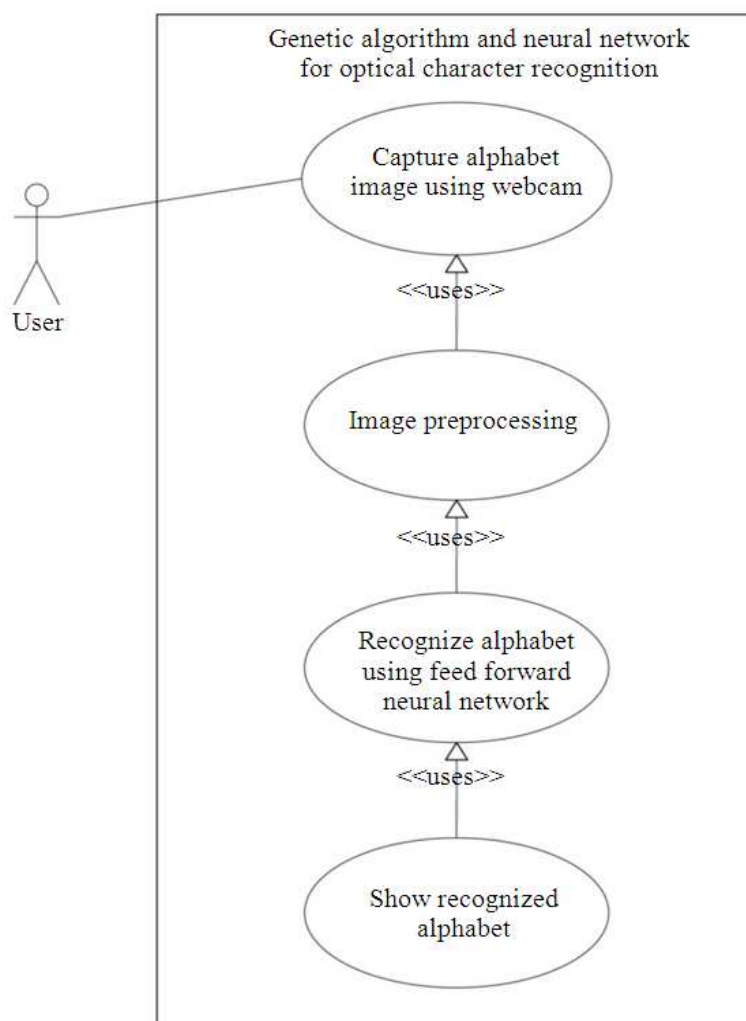 Genetic algorithm and neural network
for optical character recognition
Capture alphabet
image using webcam
<<uses>>
User
Image preprocessing
<<uses>>
Recognize alphabet
using feed forward
neural network
<<uses>>
Show recognized
alphabet